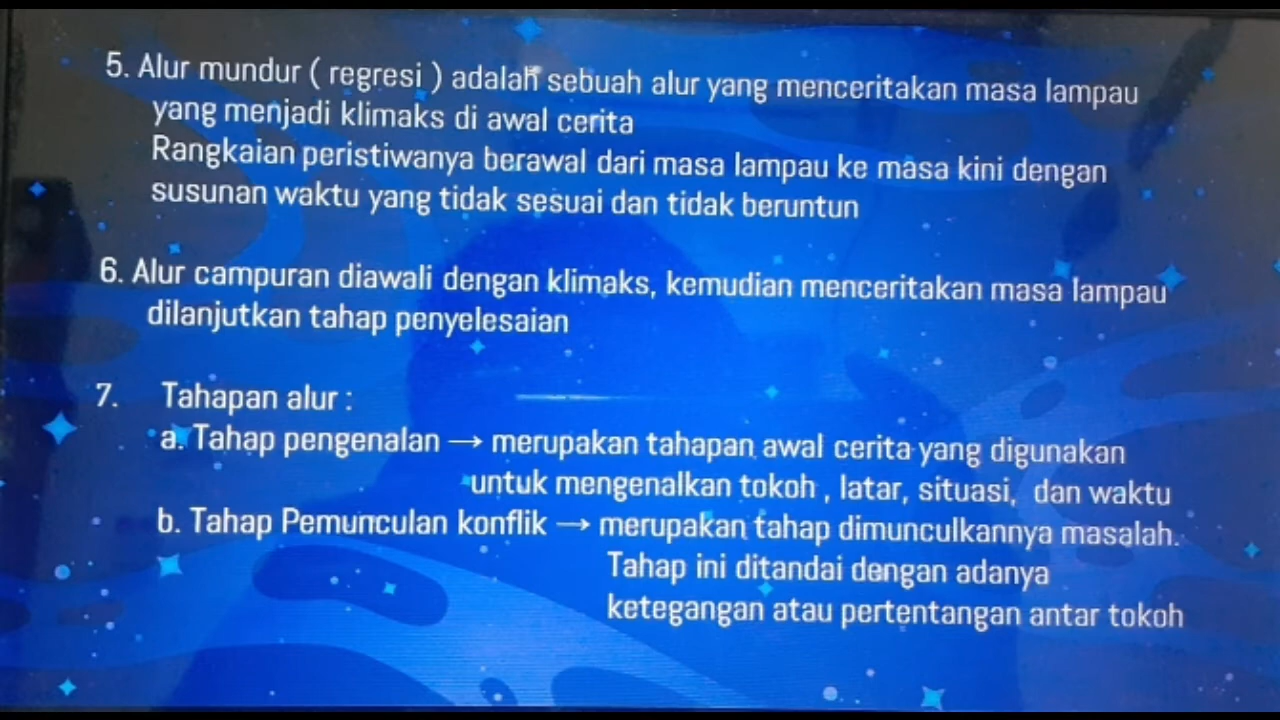 5. Alur mundur ( regresi ) adalah sebuah alur yang menceritakan masa lampau
yang menjadi klimaks di awal cerita
Rangkaian peristiwanya berawal dari masa lampau ke masa kini dengan
susunan waktu yang tidak sesuai dan tidak beruntun
6. Alur campuran diawali dengan klimaks, kemudian menceritakan masa lampau
dilanjutkan tahap penyelesaian
7. Tahapan alur :
a. Tahap pengenalan → merupakan tahapan awal cerita yang digunakan
untuk mengenalkan tokoh , latar, situasi, dan waktu
b. Tahap Pemunculan konflik → merupakan tahap dimunculkannya masalah.
Tahap ini ditandai dengan adanya
ketegangan atau pertentangan antar tokoh